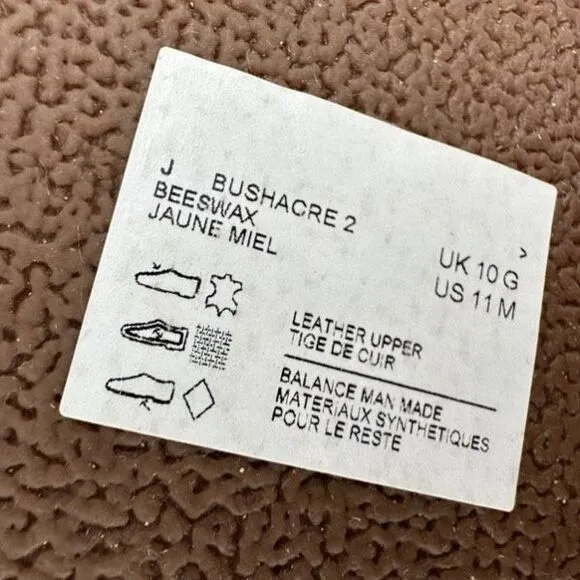 J BUSHACRE 2
BEESWAX
JAUNE MIEL
UK 10 G
US 11 M
LEATHER UPPER
TIGE DE CUIR
BALANCE MAN MADE
MATERIAUX SYNTHETIQUES
POUR LE RESTE